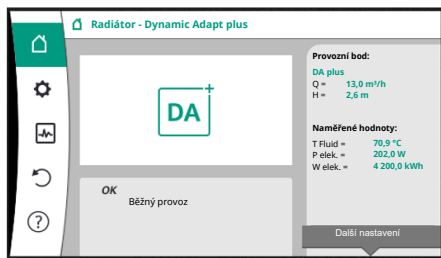 Radiátor - Dynamic Adapt plus
DA+
OK
Běžný provoz
Provozní bod:
DA plus
Q = 13,0 m³/h
H = 2,6 m
Naměřené hodnoty:
T Fluid = 70,9 °C
P elek. = 202,0 W
W elek. = 4 200,0 kWh
Další nastavení
?